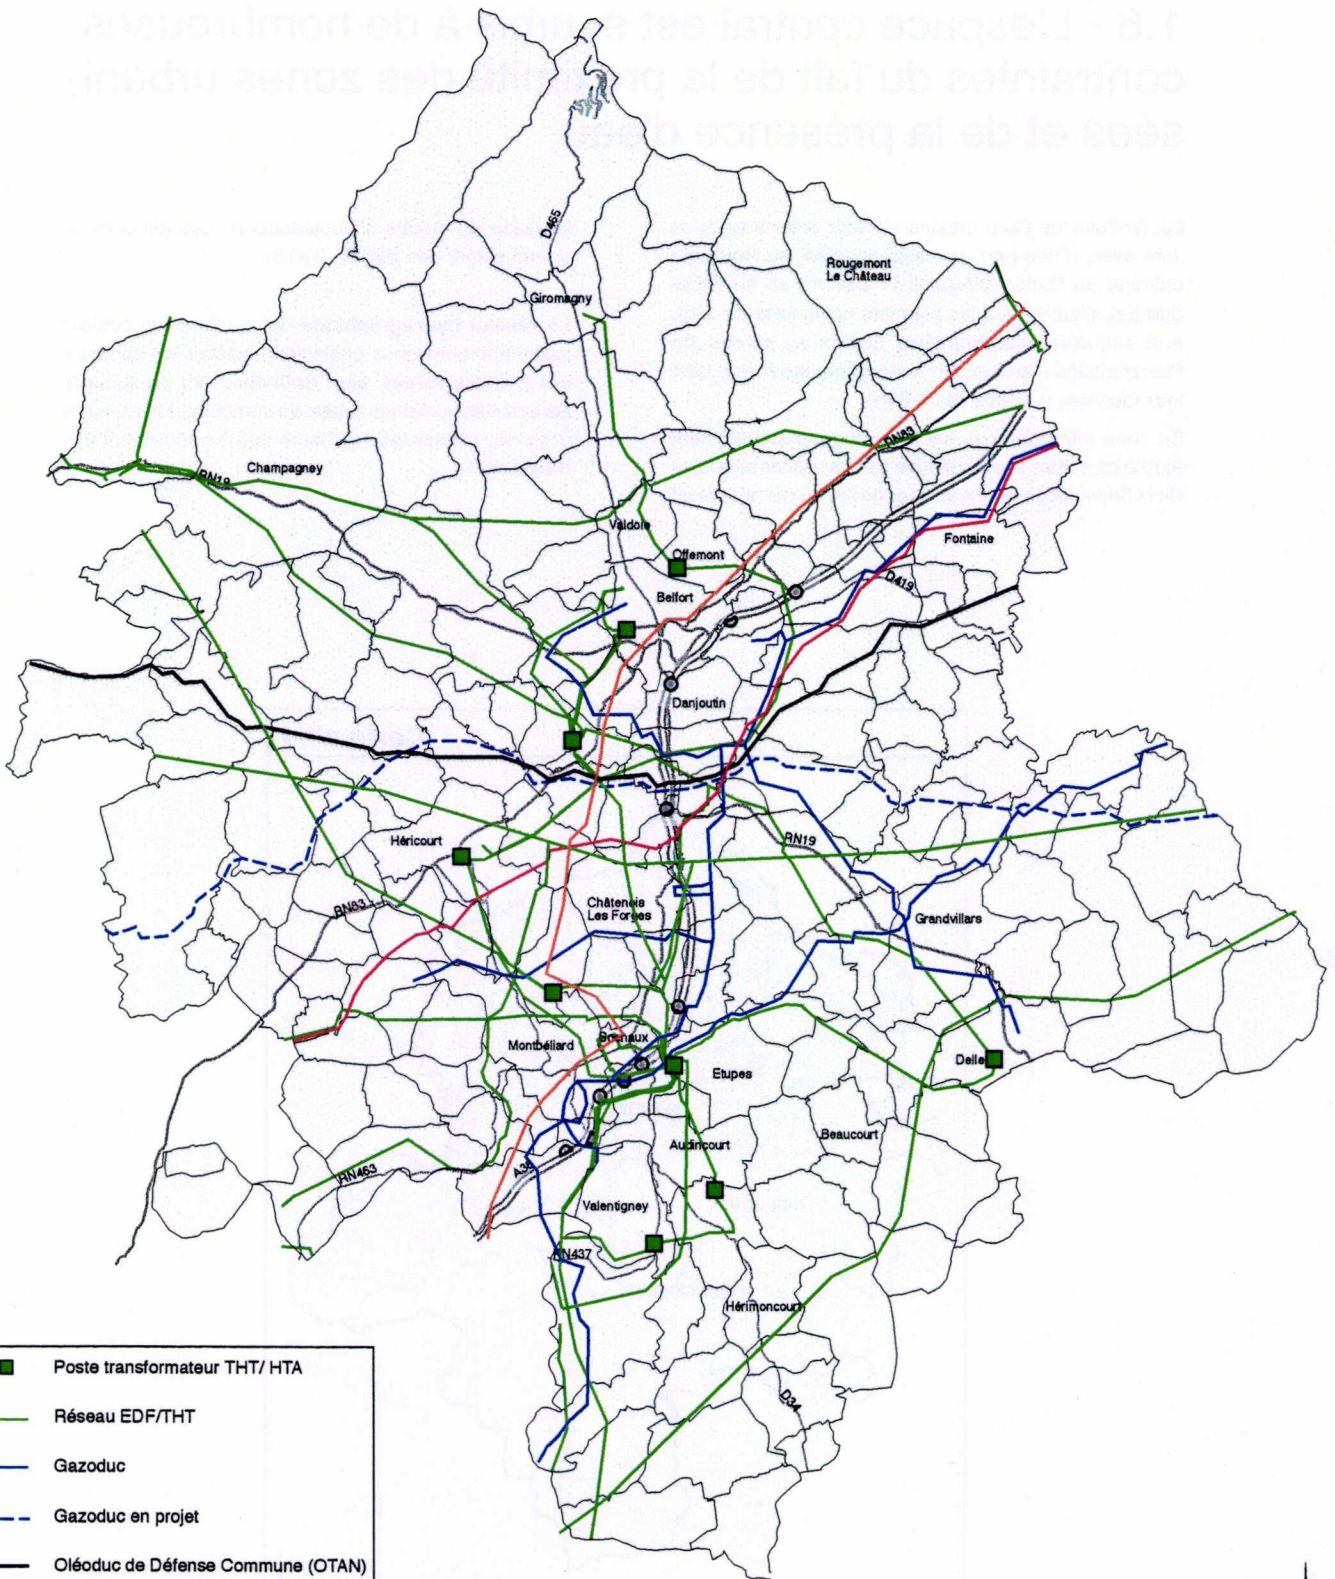 D465
Rougemont
Le Château
Giromagny
RN83
Champagney
RN19
Valdoie
Offemont
Fontaine
D419
Belfort
Danjoutin
Héricourt
RN19
RN83
Châtenois
Les Forges
Grandvillars
Montbéliard
Sochaux
Etupes
Delle
Audincourt
Beaucourt
RN463
A36
Valentigney
RN437
Hérimoncourt
D34
Poste transformateur THT/ HTA
Réseau EDF/THT
Gazoduc
Gazoduc en projet
Oléoduc de Défense Commune (OTAN)